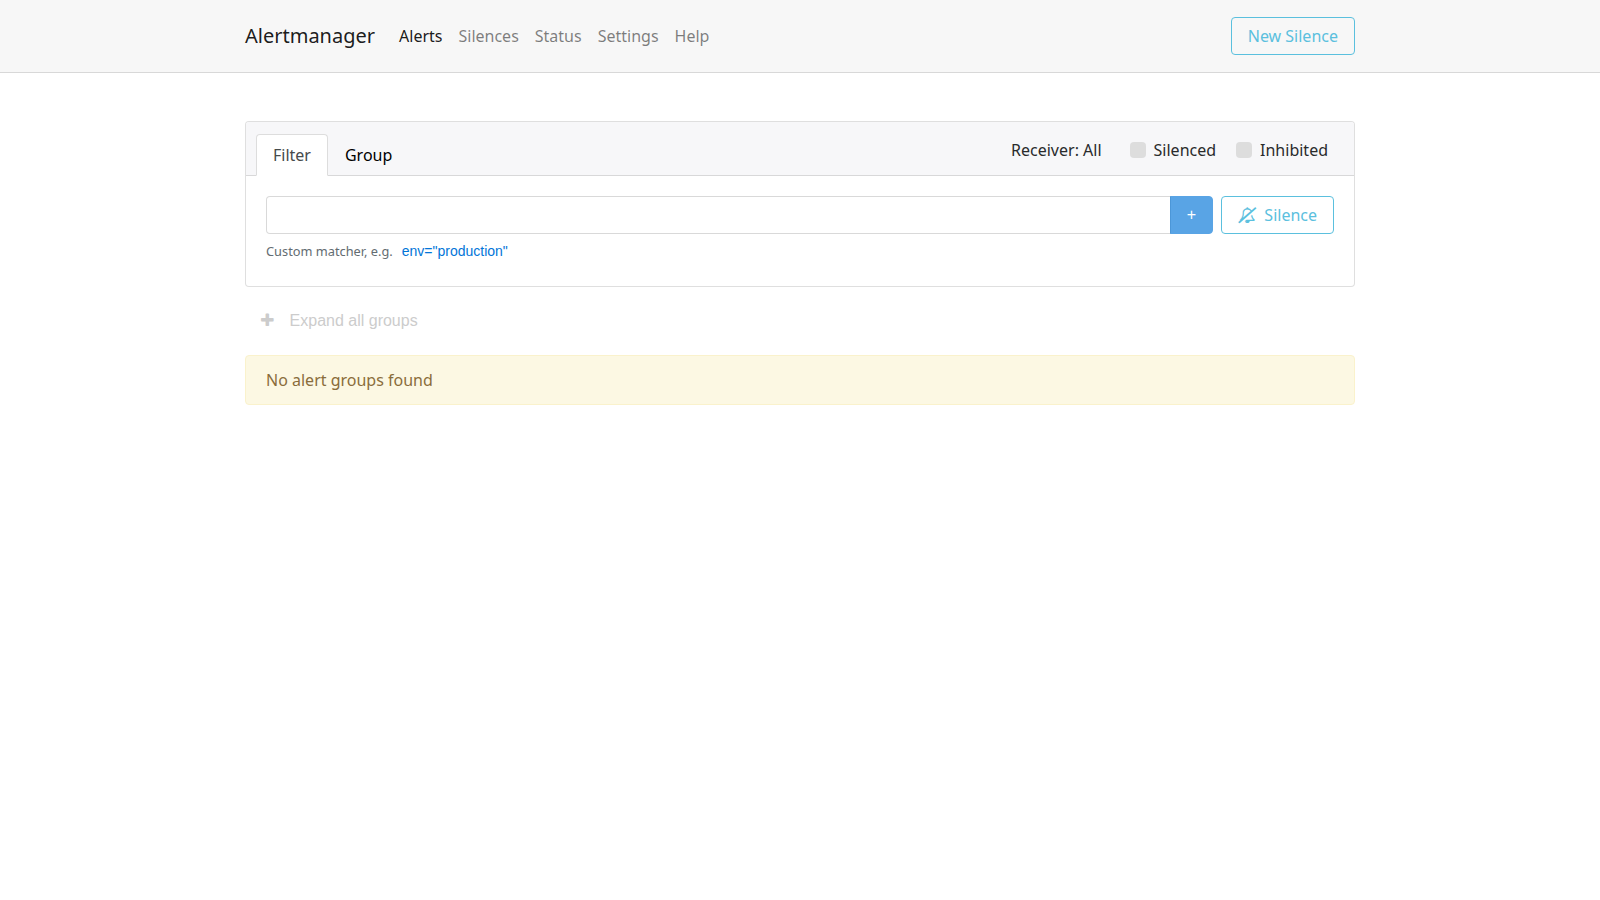 Alertmanager Alerts Silences Status Settings Help New Silence
Filter Group Receiver: All Silenced Inhibited
+ Silence
Custom matcher, e.g. env="production"
Expand all groups
No alert groups found